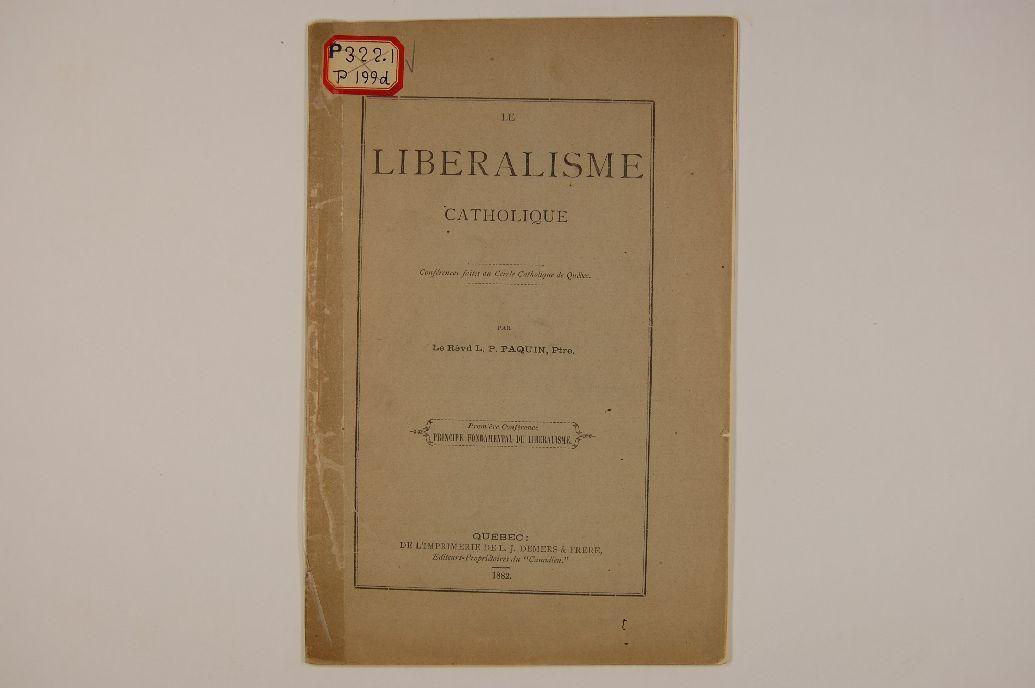 P322.1
P199d
LE
LIBERALISME
CATHOLIQUE
Conférences faites au Cercle Catholique de Québec.
PAR
Le Révd L. P. PAQUIN, Ptre,
Première Conférence
PRINCIPE FONDAMENTAL DU LIBERALISME.
QUEBEC:
DE L'IMPRIMERIE DE L. J. DEMERS & FRERE,
Editeurs-Propriétaires du "Canadien."
1882.